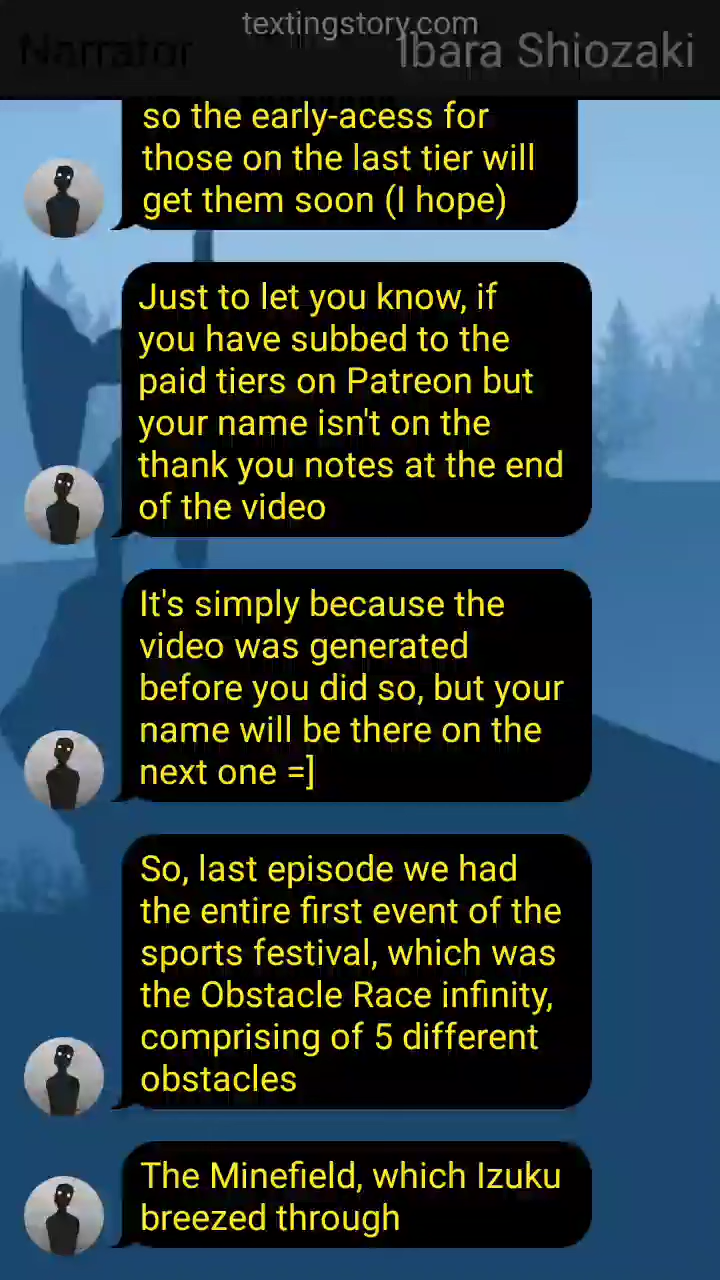 textingstory.com
Narrator
Ibara Shiozaki
so the early-acess for
those on the last tier will
get them soon (I hope)
Just to let you know, if
you have subbed to the
paid tiers on Patreon but
your name isn't on the
thank you notes at the end
of the video
It's simply because the
video was generated
before you did so, but your
name will be there on the
next one =]
So, last episode we had
the entire first event of the
sports festival, which was
the Obstacle Race infinity,
comprising of 5 different
obstacles
The Minefield, which Izuku
breezed through